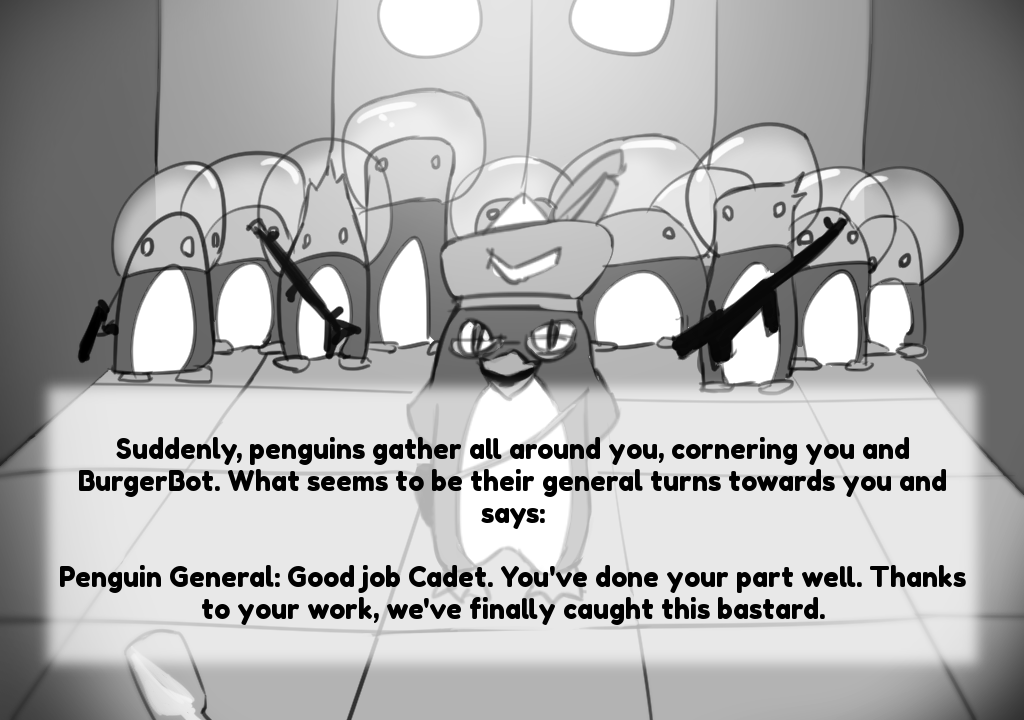 Suddenly, penguins gather all around you, cornering you and
BurgerBot. What seems to be their general turns towards you and
says:
Penguin General: Good job Cadet. You've done your part well. Thanks
to your work, we've finally caught this bastard.